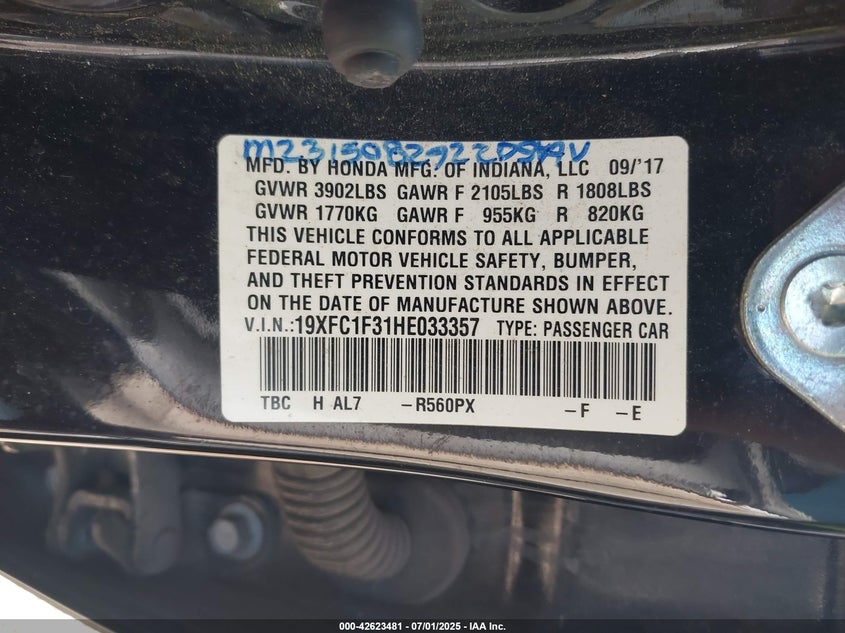 MFD. BY HONDA MFG. OF INDIANA, LLC 09/'17
GVWR 3902LBS GAWR F 2105LBS R 1808LBS
GVWR 1770KG GAWR F 955KG R 820KG
THIS VEHICLE CONFORMS TO ALL APPLICABLE
FEDERAL MOTOR VEHICLE SAFETY, BUMPER,
AND THEFT PREVENTION STANDARDS IN EFFECT
ON THE DATE OF MANUFACTURE SHOWN ABOVE.
V.I.N.:19XFC1F31HE033357 TYPE: PASSENGER CAR
TBC H AL7 -R560PX -F -E
000-42623481 - 07/01/2025 - IAA Inc.